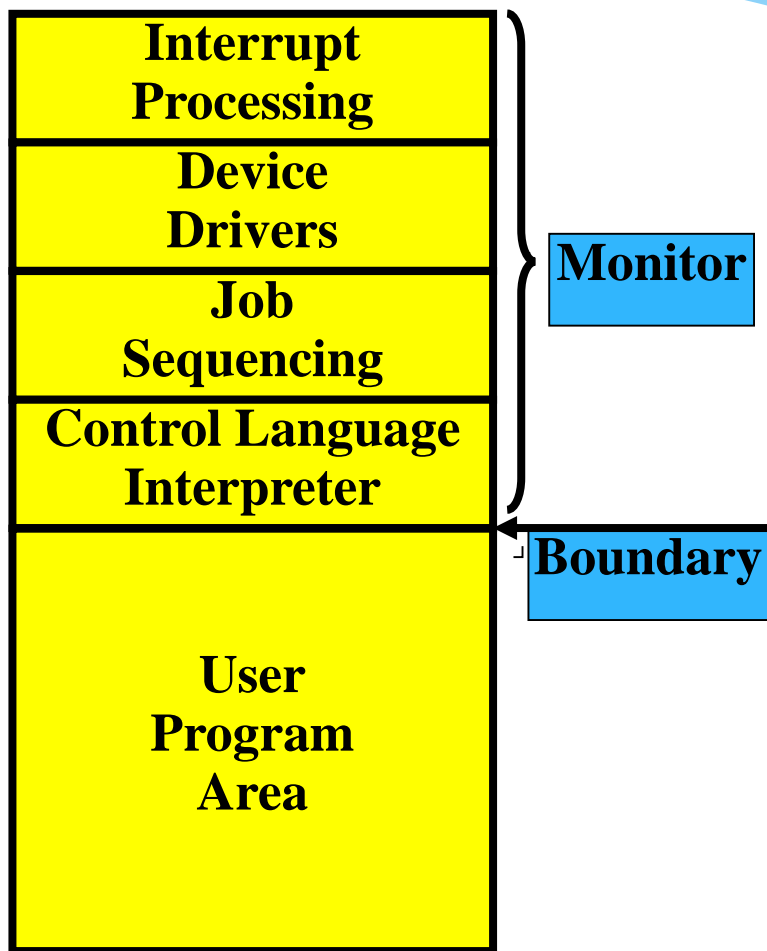 Interrupt
Processing
Device
Drivers
Job
Sequencing
Control Language
Interpreter
Monitor
Boundary
User
Program
Area